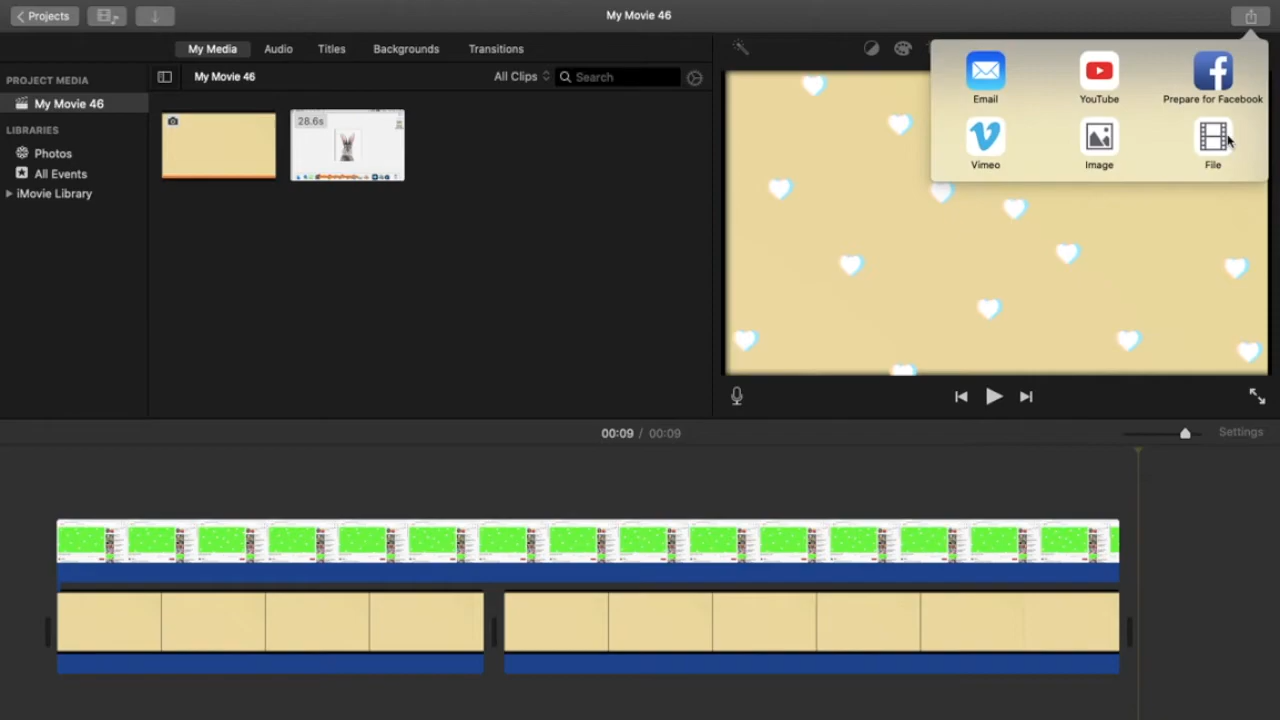 Projects
My Movie 46
My Media
Audio
Titles
Backgrounds
Transitions
PROJECT MEDIA
My Movie 46
LIBRARIES
Photos
All Events
iMovie Library
My Movie 46
All Clips
Search
28.6s
Email
YouTube
Prepare for Facebook
Vimeo
Image
File
00:09 / 00:09
Settings